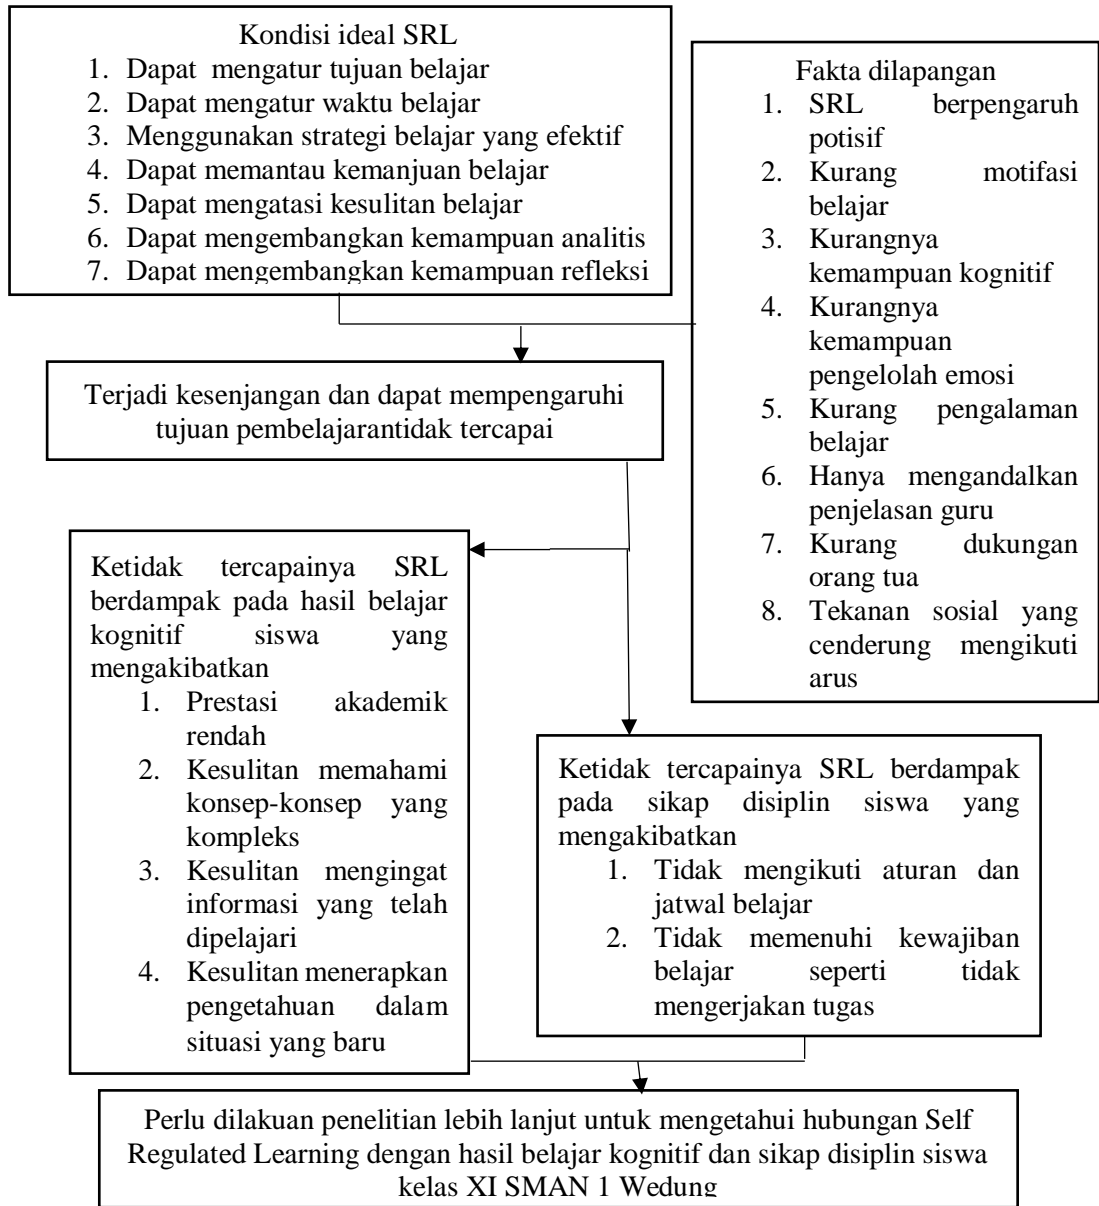 Kondisi ideal SRL
1. Dapat mengatur tujuan belajar
2. Dapat mengatur waktu belajar
3. Menggunakan strategi belajar yang efektif
4. Dapat memantau kemanjuan belajar
5. Dapat mengatasi kesulitan belajar
6. Dapat mengembangkan kemampuan analitis
7. Dapat mengembangkan kemampuan refleksi
Fakta dilapangan
1. SRL berpengaruh
potisif
2. Kurang motifasi
belajar
3. Kurangnya
kemampuan kognitif
4. Kurangnya
kemampuan
pengelolah emosi
5. Kurang pengalaman
belajar
6. Hanya mengandalkan
penjelasan guru
7. Kurang dukungan
orang tua
8. Tekanan sosial yang
cenderung mengikuti
arus
Terjadi kesenjangan dan dapat mempengaruhi
tujuan pembelajarantidak tercapai
Ketidak tercapainya SRL
berdampak pada hasil belajar
kognitif siswa yang
mengakibatkan
1. Prestasi akademik
rendah
2. Kesulitan memahami
konsep-konsep yang
kompleks
3. Kesulitan mengingat
informasi yang telah
dipelajari
4. Kesulitan menerapkan
pengetahuan dalam
situasi yang baru
Ketidak tercapainya SRL berdampak
pada sikap disiplin siswa yang
mengakibatkan
1. Tidak mengikuti aturan dan
jatwal belajar
2. Tidak memenuhi kewajiban
belajar seperti tidak
mengerjakan tugas
Perlu dilakuan penelitian lebih lanjut untuk mengetahui hubungan Self
Regulated Learning dengan hasil belajar kognitif dan sikap disiplin siswa
kelas XI SMAN 1 Wedung